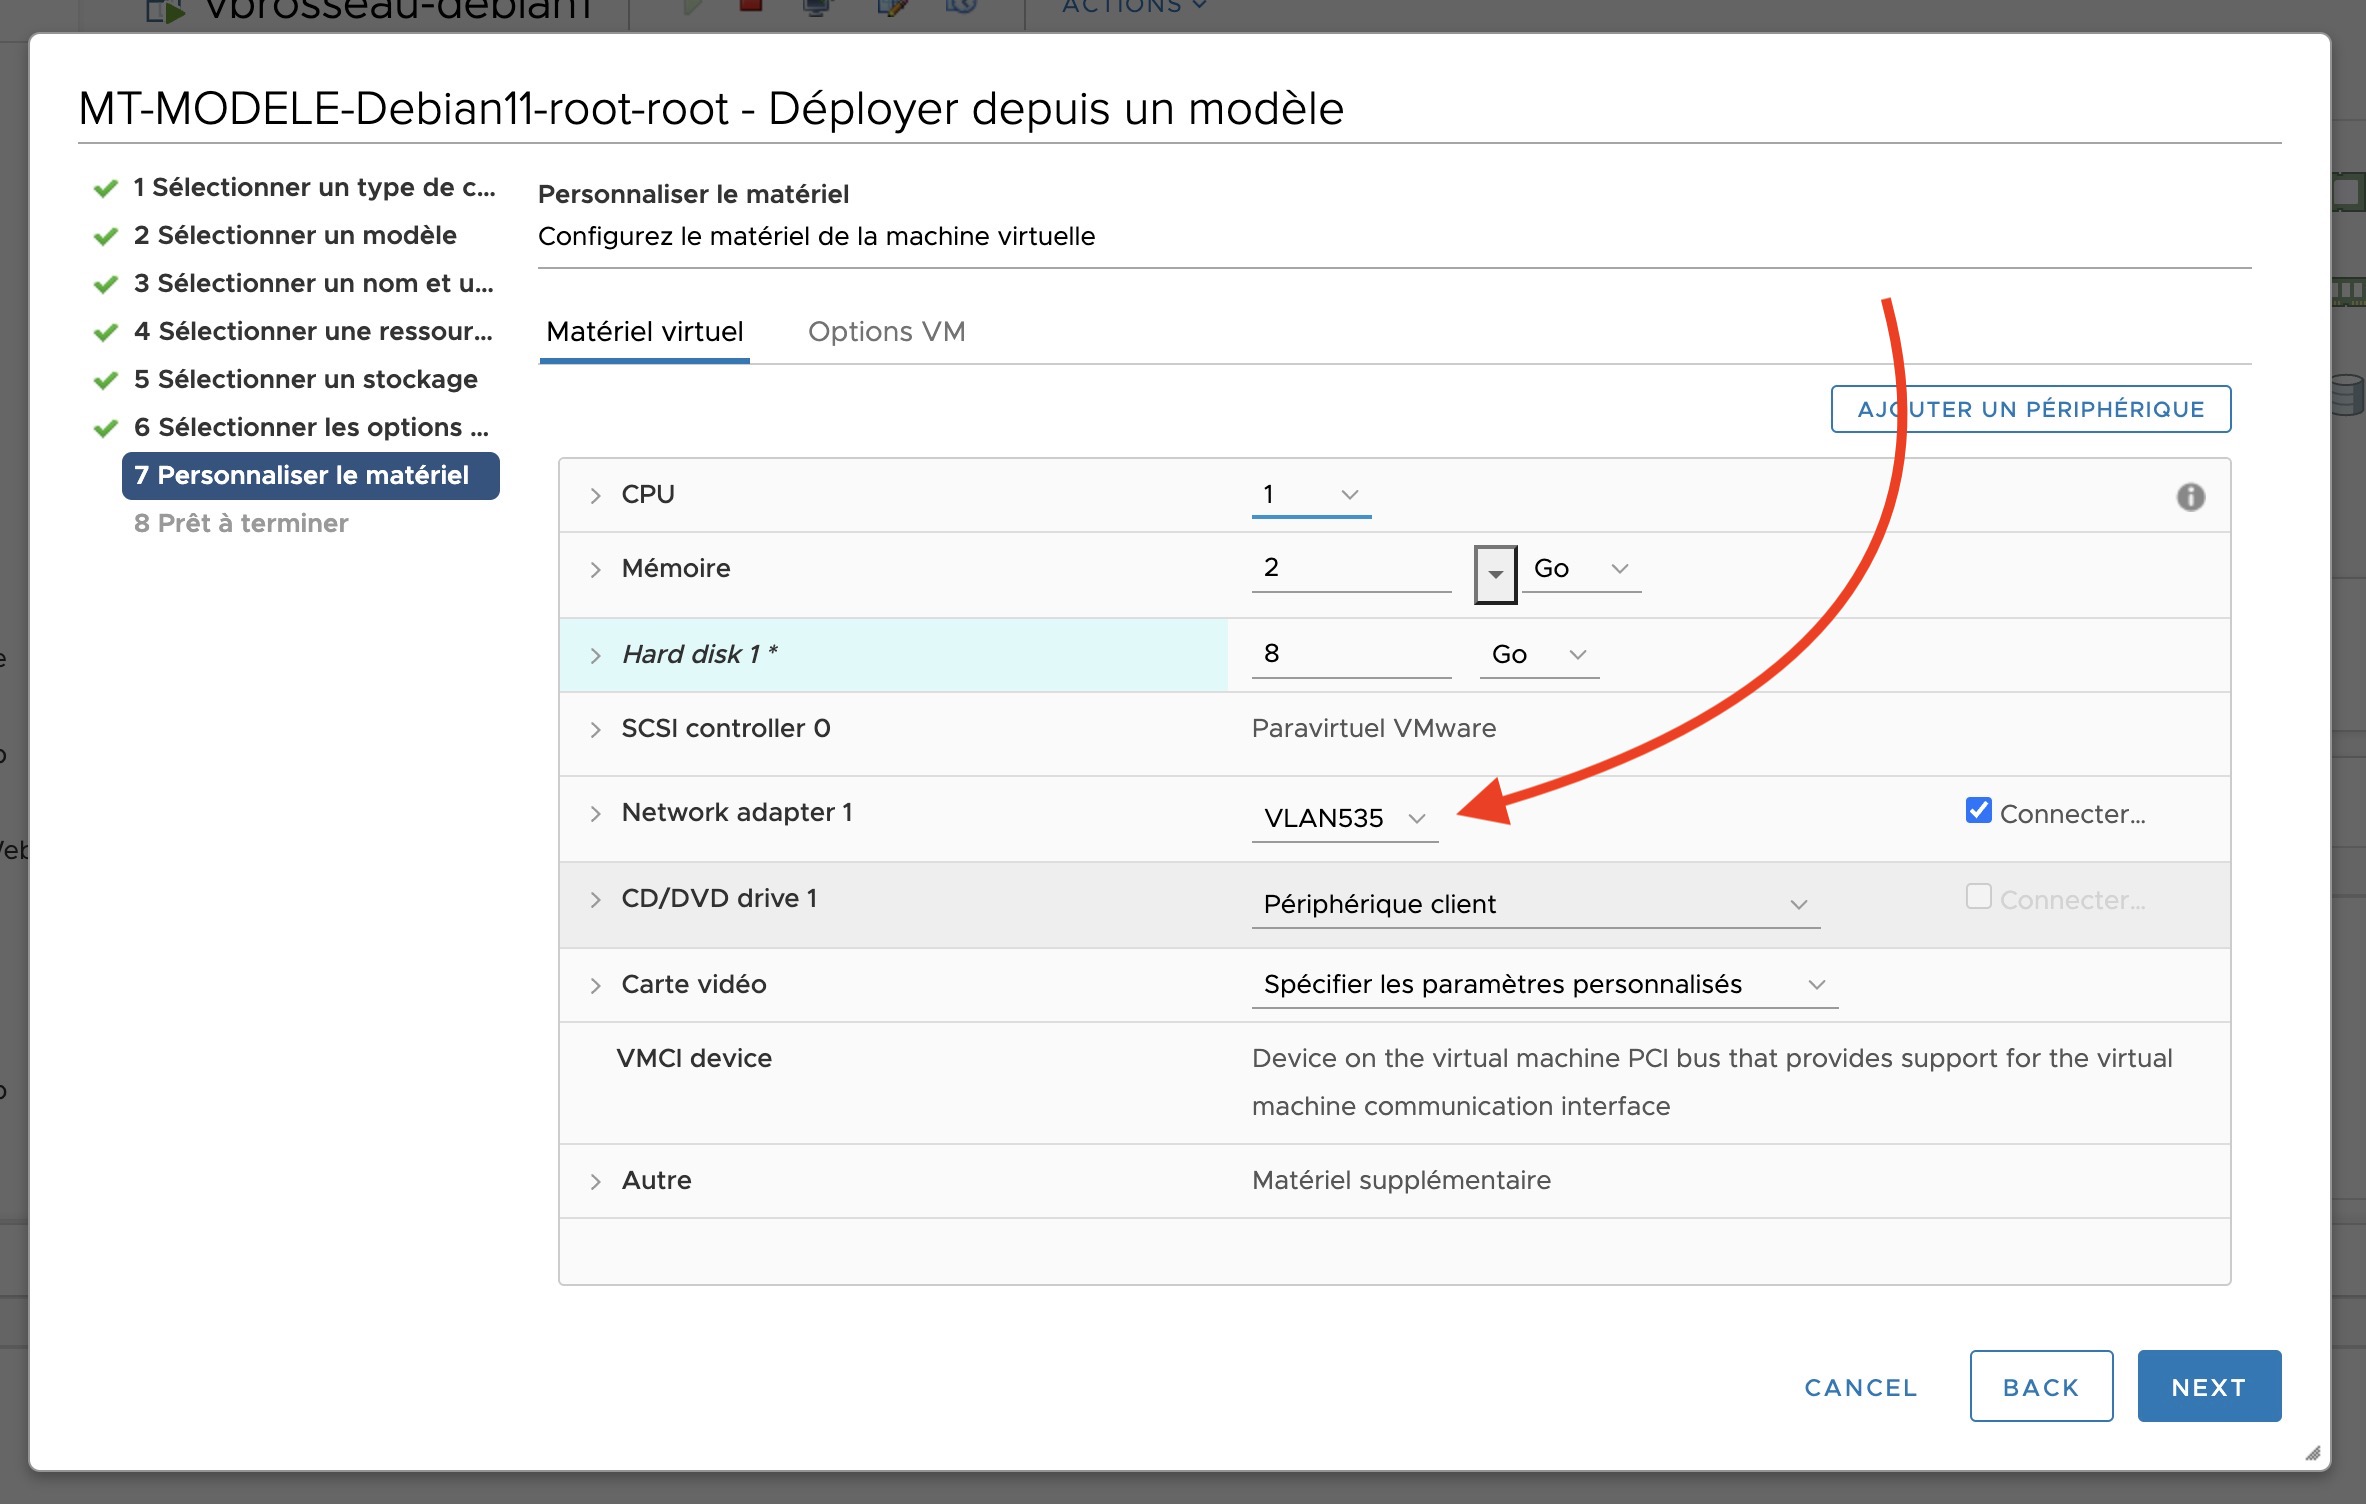 vbrosseau-debian1
ACTIONS
MT-MODELE-Debian11-root-root - Déployer depuis un modèle
1 Sélectionner un type de c...
2 Sélectionner un modèle
3 Sélectionner un nom et u...
4 Sélectionner une ressour...
5 Sélectionner un stockage
6 Sélectionner les options ...
7 Personnaliser le matériel
8 Prêt à terminer
Personnaliser le matériel
Configurez le matériel de la machine virtuelle
Matériel virtuel Options VM
AJOUTER UN PÉRIPHÉRIQUE
CPU 1
Mémoire 2 Go
Hard disk 1 * 8 Go
SCSI controller 0 Paravirtuel VMware
Network adapter 1 VLAN535 Connecter...
CD/DVD drive 1 Périphérique client Connecter...
Carte vidéo Spécifier les paramètres personnalisés
VMCI device Device on the virtual machine PCI bus that provides support for the virtual
machine communication interface
Autre Matériel supplémentaire
CANCEL BACK NEXT